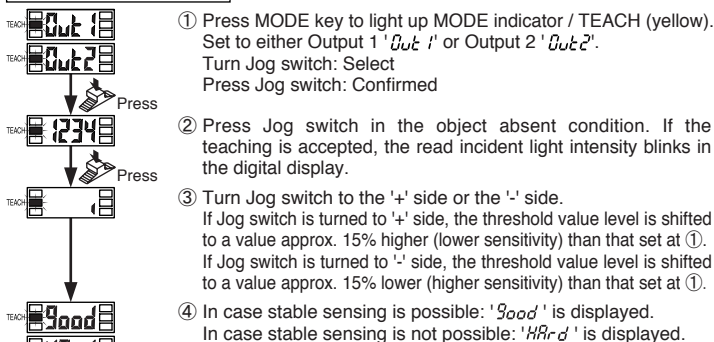 TEACH Out 1
TEACH Out2
Press
TEACH 1234
Press
TEACH 1
TEACH good
① Press MODE key to light up MODE indicator / TEACH (yellow).
Set to either Output 1 'Out 1' or Output 2 'Out2'.
Turn Jog switch: Select
Press Jog switch: Confirmed
② Press Jog switch in the object absent condition. If the
teaching is accepted, the read incident light intensity blinks in
the digital display.
③ Turn Jog switch to the '+' side or the '-' side.
If Jog switch is turned to '+' side, the threshold value level is shifted
to a value approx. 15% higher (lower sensitivity) than that set at ①.
If Jog switch is turned to '-' side, the threshold value level is shifted
to a value approx. 15% lower (higher sensitivity) than that set at ①.
④ In case stable sensing is possible: 'good' is displayed.
In case stable sensing is not possible: 'HArd' is displayed.